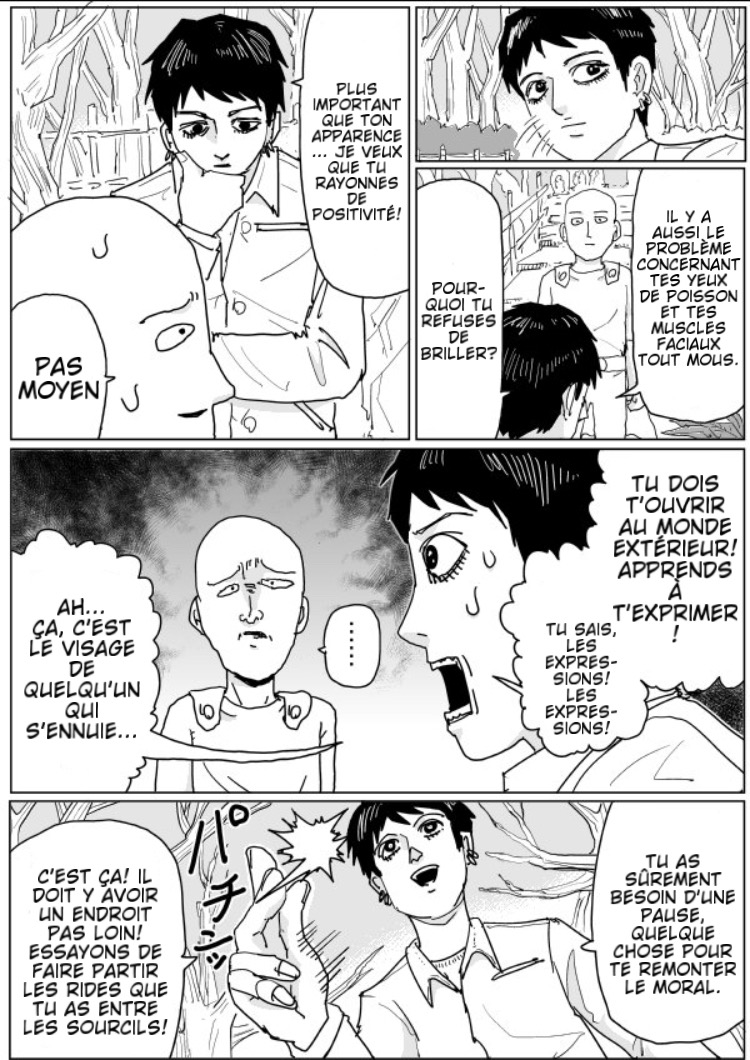 IL Y A
AUSSI LE
PROBLÈME
CONCERNANT
TES YEUX
DE POISSON
ET TES
MUSCLES
FACIAUX
TOUT MOUS.
POUR-
QUOI TU
REFUSES
DE
BRILLER?
PLUS
IMPORTANT
QUE TON
APPARENCE
... JE VEUX
QUE TU
RAYONNES
DE
POSITIVITÉ!
PAS
MOYEN
TU DOIS
T'OUVRIR
AU MONDE
EXTÉRIEUR!
APPRENDS
À
T'EXPRIMER
!
TU SAIS,
LES
EXPRES-
SIONS!
LES
EXPRES-
SIONS!
......
AH...
ÇA, C'EST
LE VISAGE
DE
QUELQU'UN
QUI
S'ENNUIE...
TU AS
SÛREMENT
BESOIN D'UNE
PAUSE,
QUELQUE
CHOSE POUR
TE REMONTER
LE MORAL.
パチンッ
C'EST ÇA! IL
DOIT Y AVOIR
UN ENDROIT
PAS LOIN!
ESSAYONS DE
FAIRE PARTIR
LES RIDES QUE
TU AS ENTRE
LES SOURCILS!